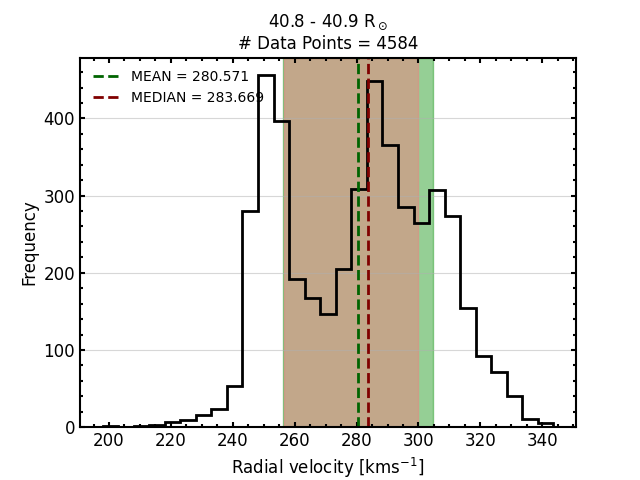 40.8 - 40.9 R⊙
# Data Points = 4584
MEAN = 280.571
MEDIAN = 283.669
Frequency
400
300
200
100
0
200 220 240 260 280 300 320 340
Radial velocity [kms⁻¹]